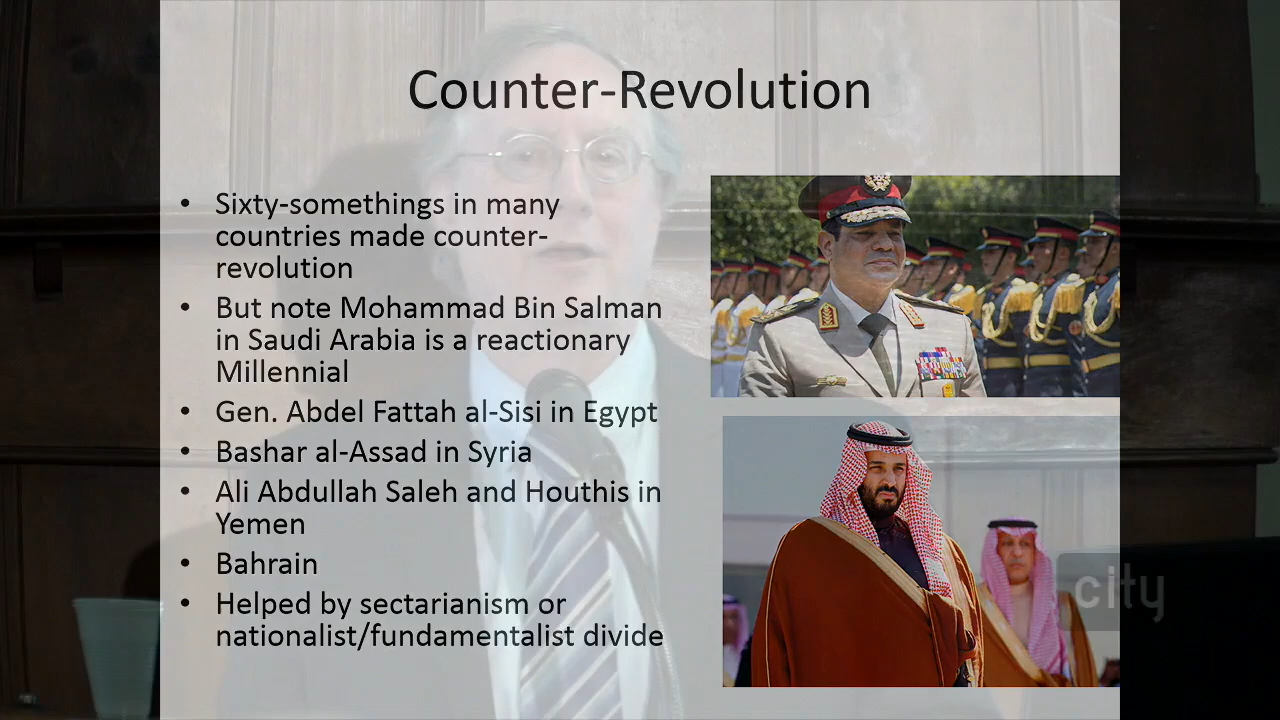 Counter-Revolution
• Sixty-somethings in many
countries made counter-
revolution
• But note Mohammad Bin Salman
in Saudi Arabia is a reactionary
Millennial
• Gen. Abdel Fattah al-Sisi in Egypt
• Bashar al-Assad in Syria
• Ali Abdullah Saleh and Houthis in
Yemen
• Bahrain
• Helped by sectarianism or
nationalist/fundamentalist divide
city